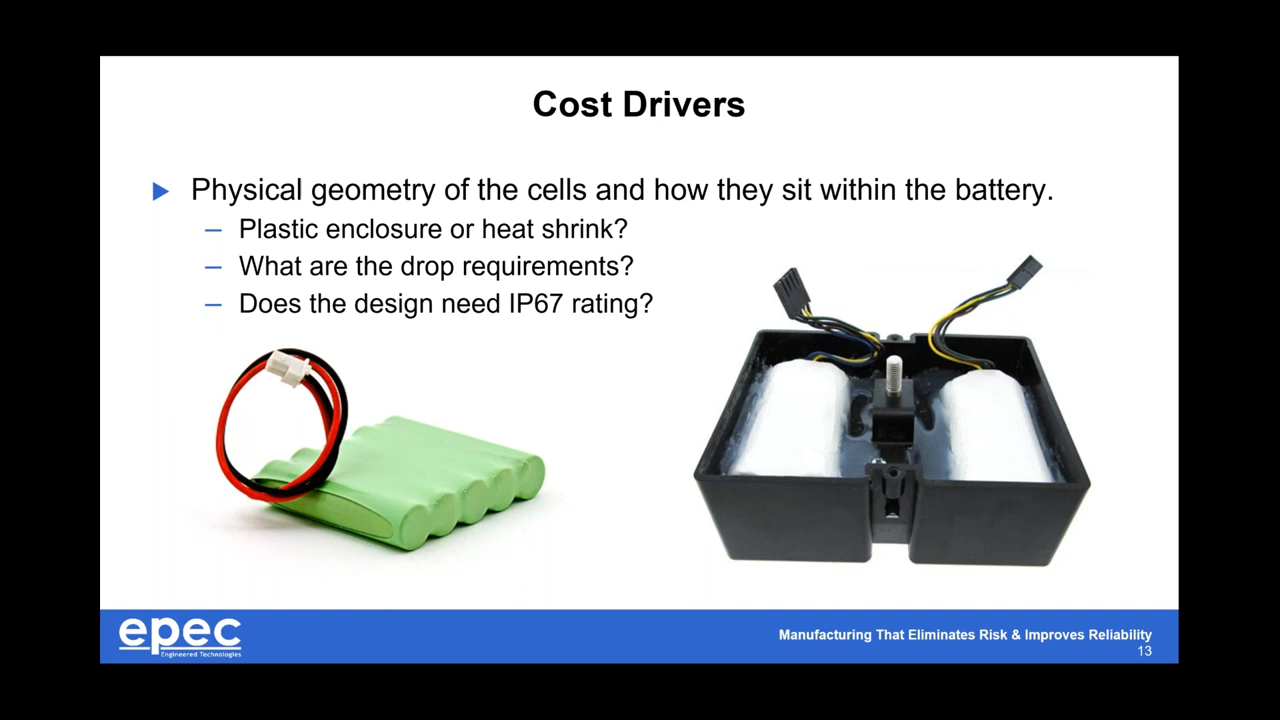 Cost Drivers
Physical geometry of the cells and how they sit within the battery.
– Plastic enclosure or heat shrink?
– What are the drop requirements?
– Does the design need IP67 rating?
epec
Engineered Technologies
Manufacturing That Eliminates Risk & Improves Reliability
13